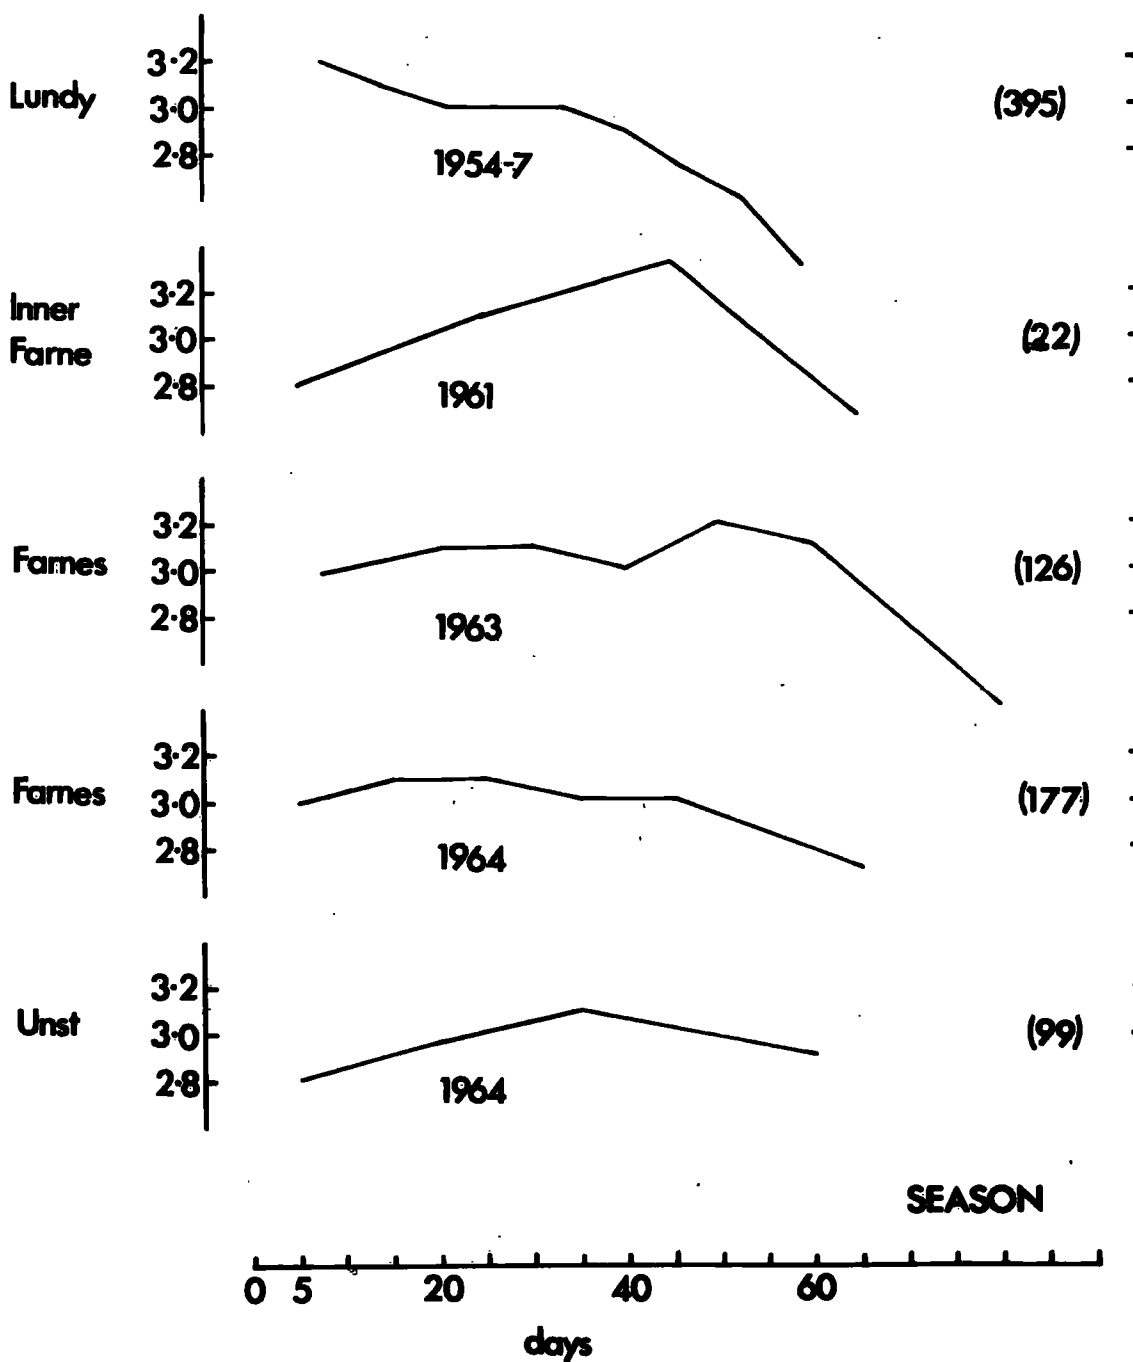 3·2
Lundy
3·0
(395)
2·8
1954-7
Inner
Farne
3·2
3·0
(22)
2·8
1961
3·2
Farnes
3·0
(126)
2·8
1963
3·2
Farnes
3·0
(177)
2·8
1964
3·2
Unst
3·0
(99)
2·8
1964
SEASON
0 5 20 40 60
days